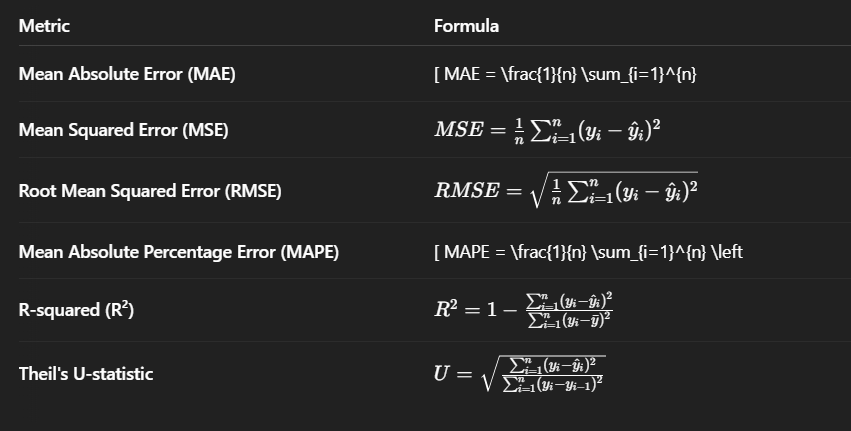 Metric Formula
Mean Absolute Error (MAE) [ MAE = \frac{1}{n} \sum_{i=1}^{n}
Mean Squared Error (MSE) $MSE = \frac{1}{n} \sum_{i=1}^{n} (y_i - \hat{y}_i)^2$
Root Mean Squared Error (RMSE) $RMSE = \sqrt{\frac{1}{n} \sum_{i=1}^{n} (y_i - \hat{y}_i)^2}$
Mean Absolute Percentage Error (MAPE) [ MAPE = \frac{1}{n} \sum_{i=1}^{n} \left
R-squared (R²) $R^2 = 1 - \frac{\sum_{i=1}^{n} (y_i - \hat{y}_i)^2}{\sum_{i=1}^{n} (y_i - \bar{y})^2}$
Theil's U-statistic $U = \sqrt{\frac{\sum_{i=1}^{n} (y_i - \hat{y}_i)^2}{\sum_{i=1}^{n} (y_i - y_{i-1})^2}}$